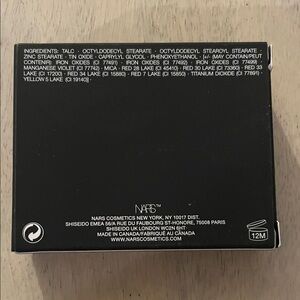 INGREDIENTS: TALC · OCTYLDODECYL STEARATE · OCTYLDODECYL STEAROYL STEARATE ·
ZINC STEARATE · TIN OXIDE · CAPRYLYL GLYCOL · PHENOXYETHANOL · [+/- (MAY CONTAIN/PEUT
CONTENIR): IRON OXIDES (CI 77491) · IRON OXIDES (CI 77492) · IRON OXIDES (CI 77499) ·
MANGANESE VIOLET (CI 77742) · MICA · RED 28 LAKE (CI 45410) · RED 30 LAKE (CI 73360) · RED 33
LAKE (CI 17200) · RED 34 LAKE (CI 15880) · RED 7 LAKE (CI 15850) · TITANIUM DIOXIDE (CI 77891) ·
YELLOW 5 LAKE (CI 19140)]
NARS™
NARS COSMETICS NEW YORK, NY 10017 DIST.
SHISEIDO EMEA 56/A RUE DU FAUBOURG ST-HONORE, 75008 PARIS
SHISEIDO UK LONDON WC2N 6HT
MADE IN CANADA/FABRIQUÉ AU CANADA
WWW.NARSCOSMETICS.COM
12M